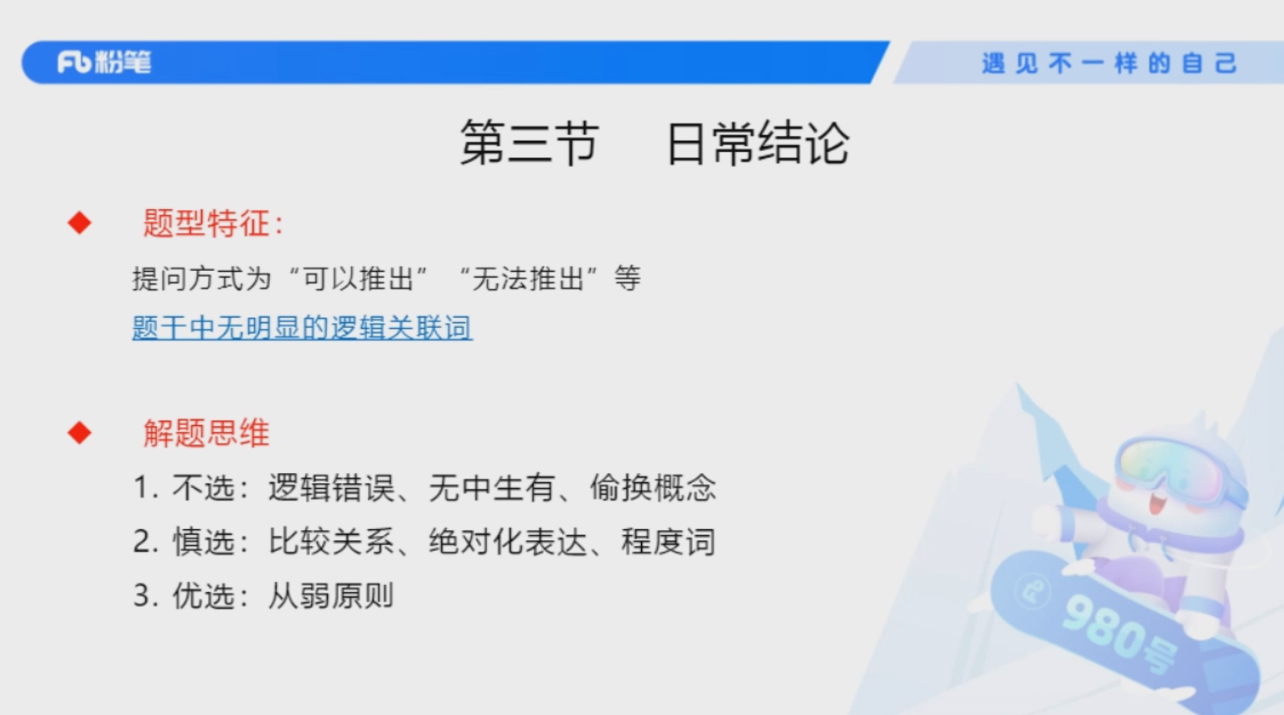 粉笔
遇见不一样的自己
第三节 日常结论
◆ 题型特征：
提问方式为“可以推出”“无法推出”等
题干中无明显的逻辑关联词
◆ 解题思维
1. 不选：逻辑错误、无中生有、偷换概念
2. 慎选：比较关系、绝对化表达、程度词
3. 优选：从弱原则
980号